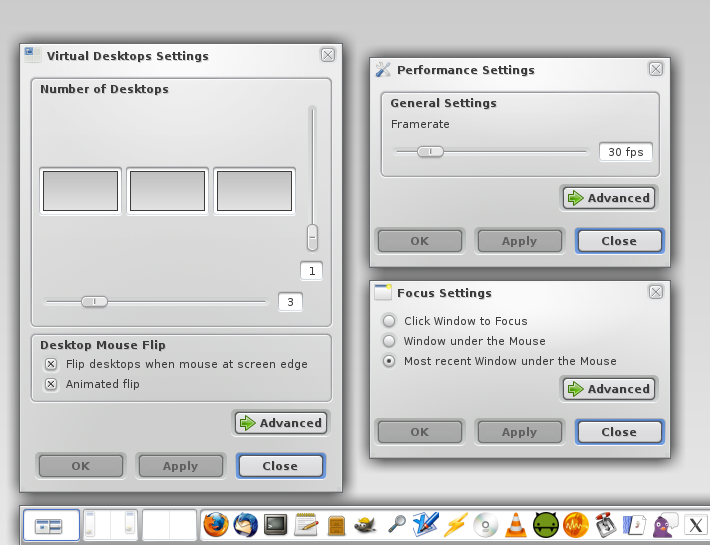 Virtual Desktops Settings
Number of Desktops
1
3
Desktop Mouse Flip
Flip desktops when mouse at screen edge
Animated flip
Advanced
OK Apply Close
Performance Settings
General Settings
Framerate
30 fps
Advanced
OK Apply Close
Focus Settings
Click Window to Focus
Window under the Mouse
Most recent Window under the Mouse
Advanced
OK Apply Close
X